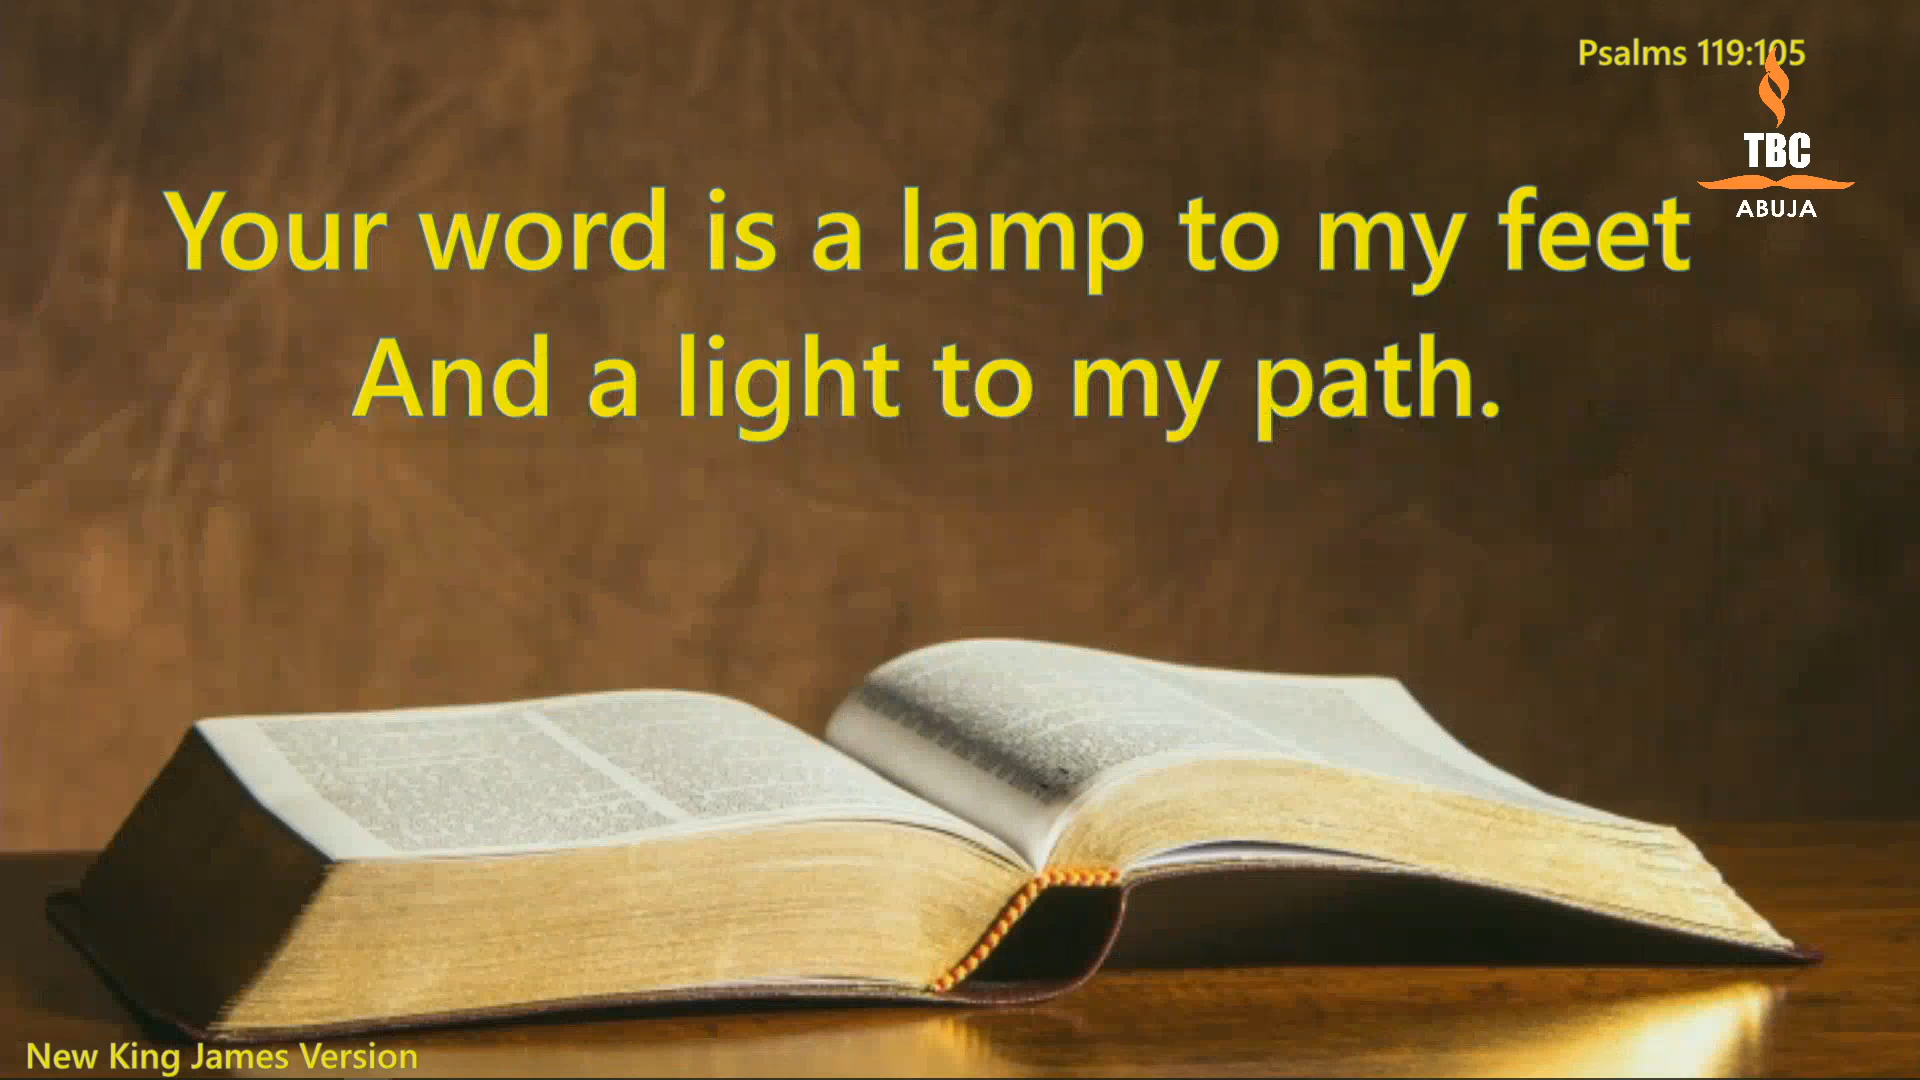 Psalms 119:105
TBC
ABUJA
Your word is a lamp to my feet
And a light to my path.
New King James Version